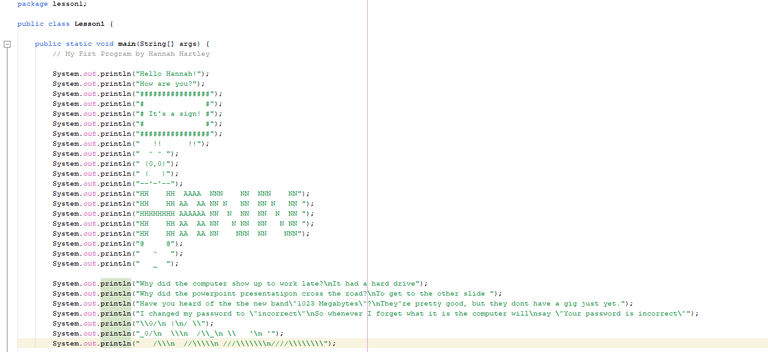 package lesson1;
public class Lesson1 {
public static void main(String[] args) {
// My Firt Program by Hannah Hartley
System.out.println("Hello Hannah!");
System.out.println("How are you?");
System.out.println("################");
System.out.println("#              #");
System.out.println("# It's a sign! #");
System.out.println("#              #");
System.out.println("################");
System.out.println("   !!      !!");
System.out.println("  ^ ^ ");
System.out.println(" (0,0)");
System.out.println(" (   )");
System.out.println("--'-'--");
System.out.println("HH    HH  AAAA  NNN    NN  NNN    NN");
System.out.println("HH    HH AA  AA NN N   NN  NN N   NN ");
System.out.println("HHHHHHHH AAAAAA NN  N  NN  NN  N  NN ");
System.out.println("HH    HH AA  AA NN   N NN  NN   N NN ");
System.out.println("HH    HH AA  AA NN    NNN  NN    NNN");
System.out.println("@     @");
System.out.println("   ^   ");
System.out.println("   _   ");
System.out.println("Why did the computer show up to work late?\nIt had a hard drive");
System.out.println("Why did the powerpoint presentatipon cross the road?\nTo get to the other slide ");
System.out.println("Have you heard of the the new band\"1023 Megabytes\"?\nThey're pretty good, but they dont have a gig just yet.");
System.out.println("I changed my password to \"incorrect\"\nSo whenever I forget what it is the computer will\nsay \"Your password is incorrect\"");
System.out.println("\\0/\n |\n/ \\");
System.out.println("_0/\n  \\\n  /\\_\n \\   '\n '");
System.out.println("   /\\\n  //\\\\\n ///\\\\\\\n////\\\\\\\\");